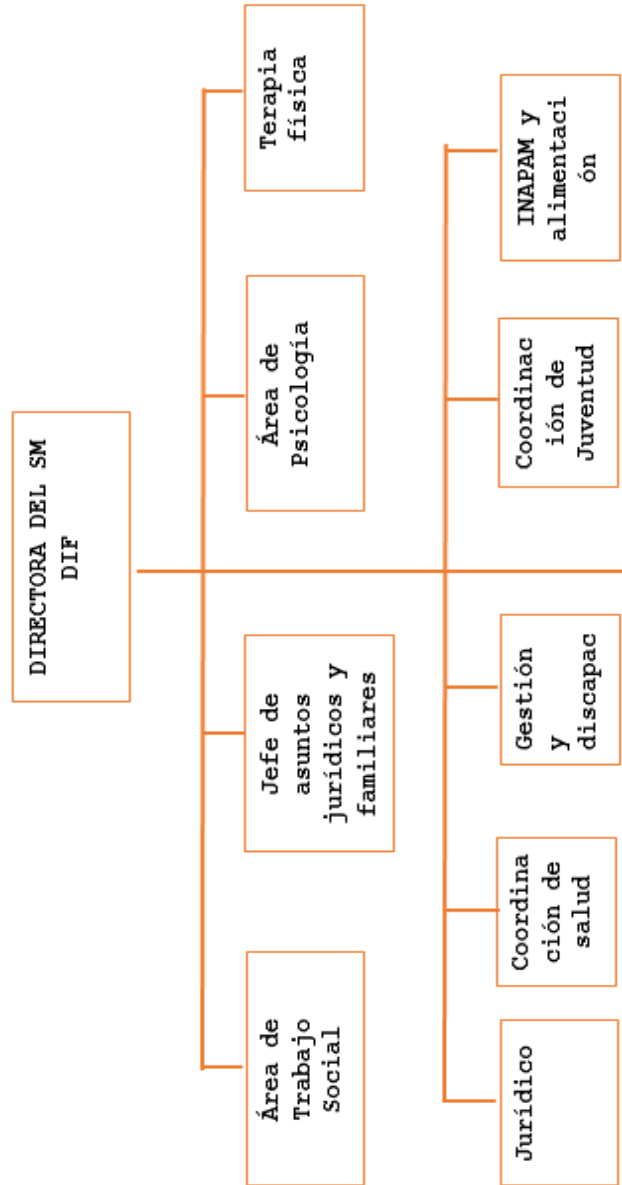 DIRECTORA DEL SM
DIF
Área de
Trabajo
Social
Jefe de
asuntos
jurídicos y
familiares
Área de
Psicología
Terapia
física
Jurídico
Coordina
ción de
salud
Gestión
y
discapac
Coordinac
ión de
Juventud
INAPAM y
alimentaci
ón